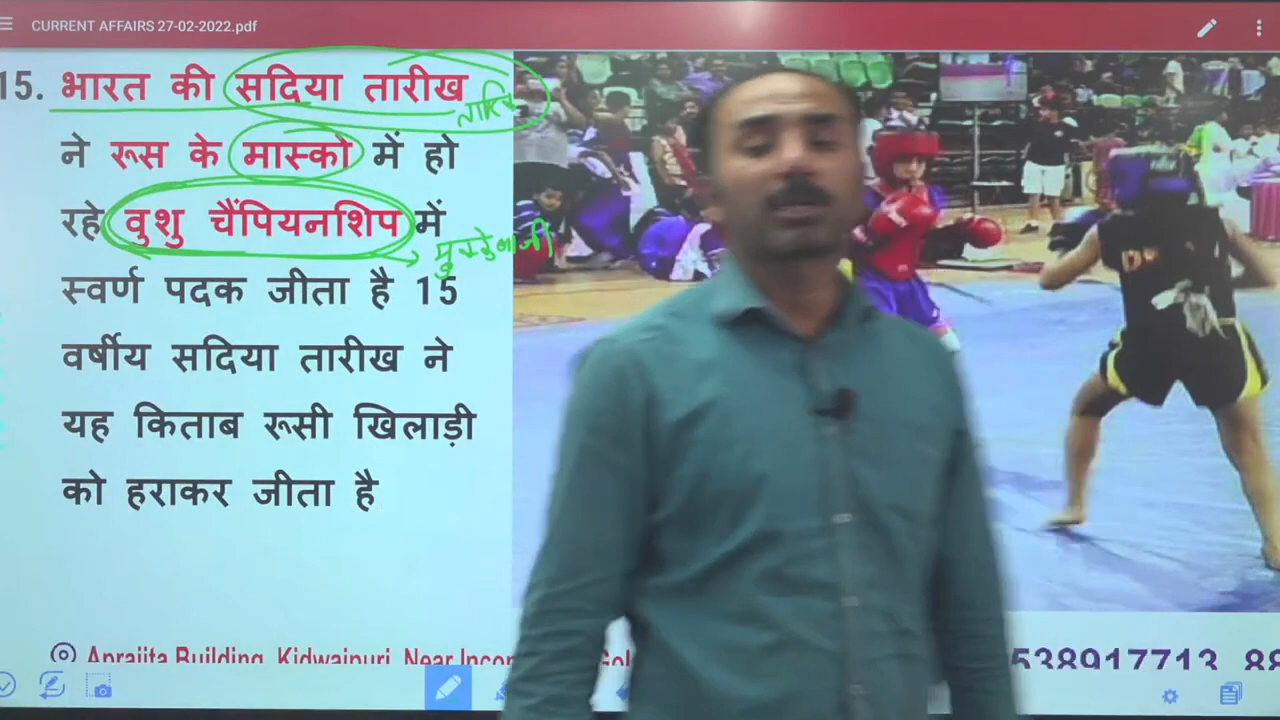 CURRENT AFFAIRS 27-02-2022.pdf
15. भारत की सदिया तारीख
ने रूस के मास्को में हो
रहे वुशु चैंपियनशिप में
स्वर्ण पदक जीता है 15
वर्षीय सदिया तारीख ने
यह किताब रूसी खिलाड़ी
को हराकर जीता है
Aprajita Building, Kidwaipuri, Near
538917713, 88